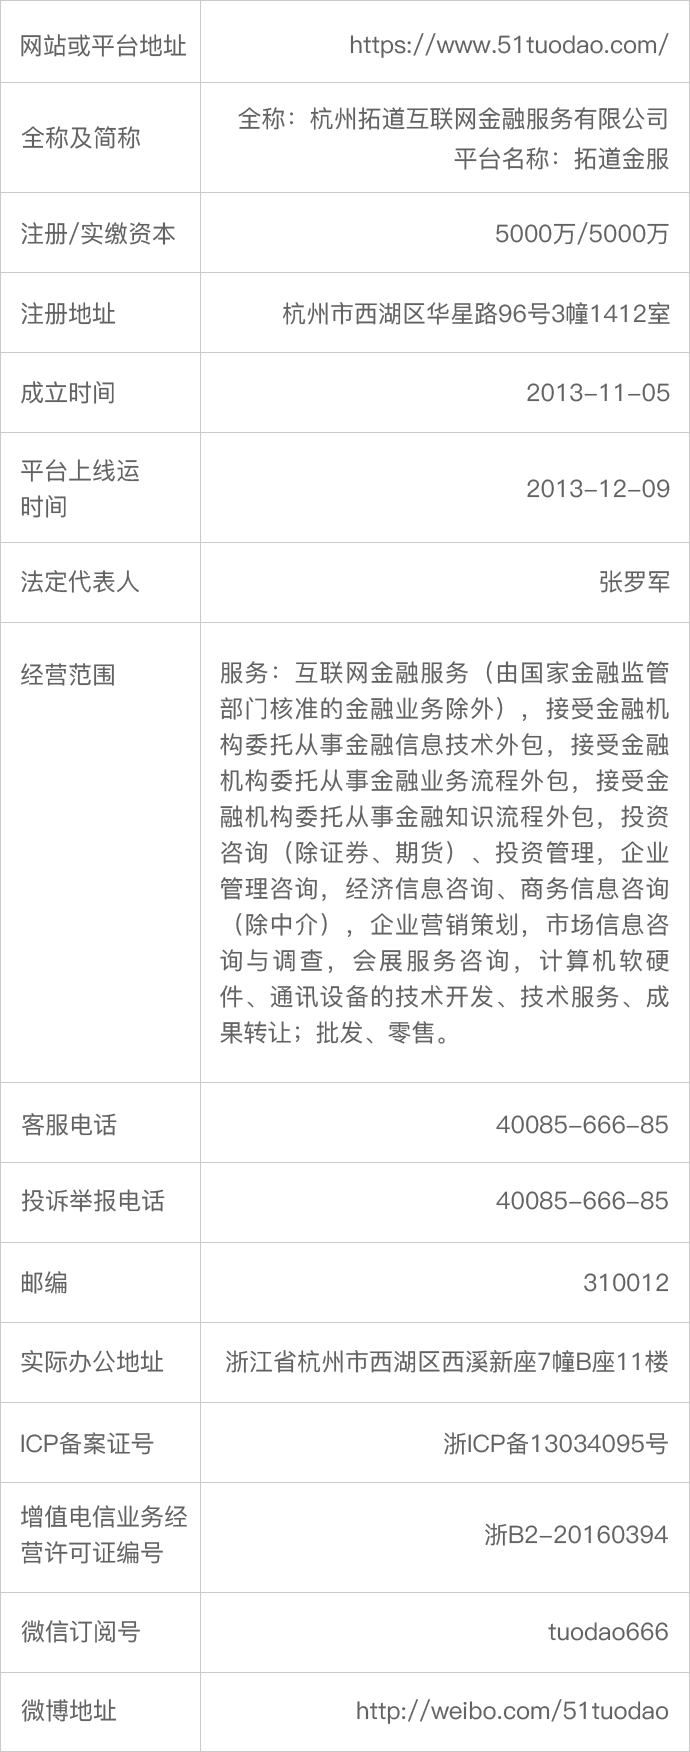 网站或平台地址
https://www.51tuodao.com/
全称及简称
全称：杭州拓道互联网金融服务有限公司
平台名称：拓道金服
注册/实缴资本
5000万/5000万
注册地址
杭州市西湖区华星路96号3幢1412室
成立时间
2013-11-05
平台上线运
时间
2013-12-09
法定代表人
张罗军
经营范围
服务：互联网金融服务（由国家金融监管
部门核准的金融业务除外），接受金融机
构委托从事金融信息技术外包，接受金融
机构委托从事金融业务流程外包，接受金
融机构委托从事金融知识流程外包，投资
咨询（除证券、期货）、投资管理，企业
管理咨询，经济信息咨询、商务信息咨询
（除中介），企业营销策划，市场信息咨
询与调查，会展服务咨询，计算机软硬
件、通讯设备的技术开发、技术服务、成
果转让；批发、零售。
客服电话
40085-666-85
投诉举报电话
40085-666-85
邮编
310012
实际办公地址
浙江省杭州市西湖区西溪新座7幢B座11楼
ICP备案证号
浙ICP备13034095号
增值电信业务经
营许可证编号
浙B2-20160394
微信订阅号
tuodao666
微博地址
http://weibo.com/51tuodao